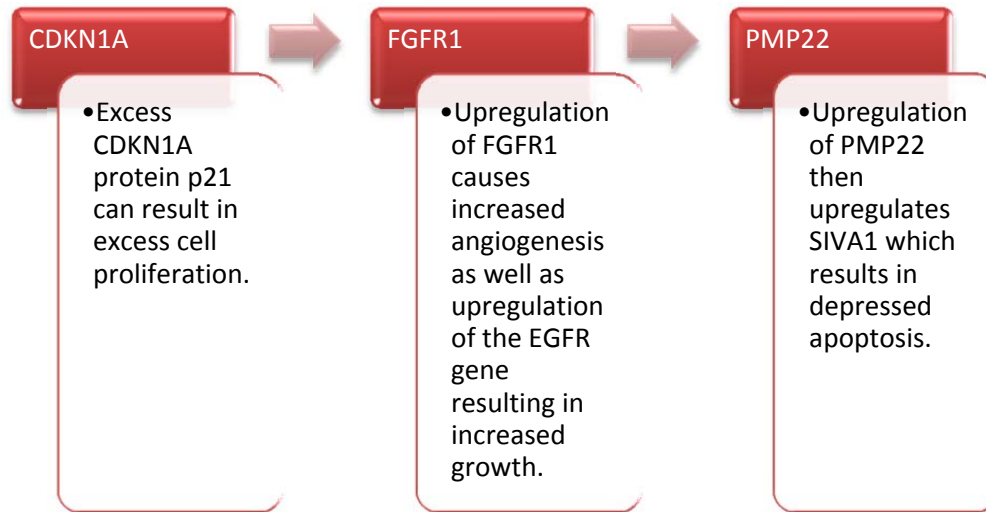 CDKN1A
•Excess
CDKN1A
protein p21
can result in
excess cell
proliferation.
FGFR1
•Upregulation
of FGFR1
causes
increased
angiogenesis
as well as
upregulation
of the EGFR
gene
resulting in
increased
growth.
PMP22
•Upregulation
of PMP22
then
upregulates
SIVA1 which
results in
depressed
apoptosis.